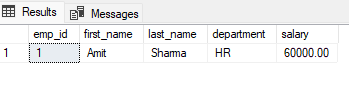 Results Messages
emp_id first_name last_name department salary
1 1 Amit Sharma HR 60000.00